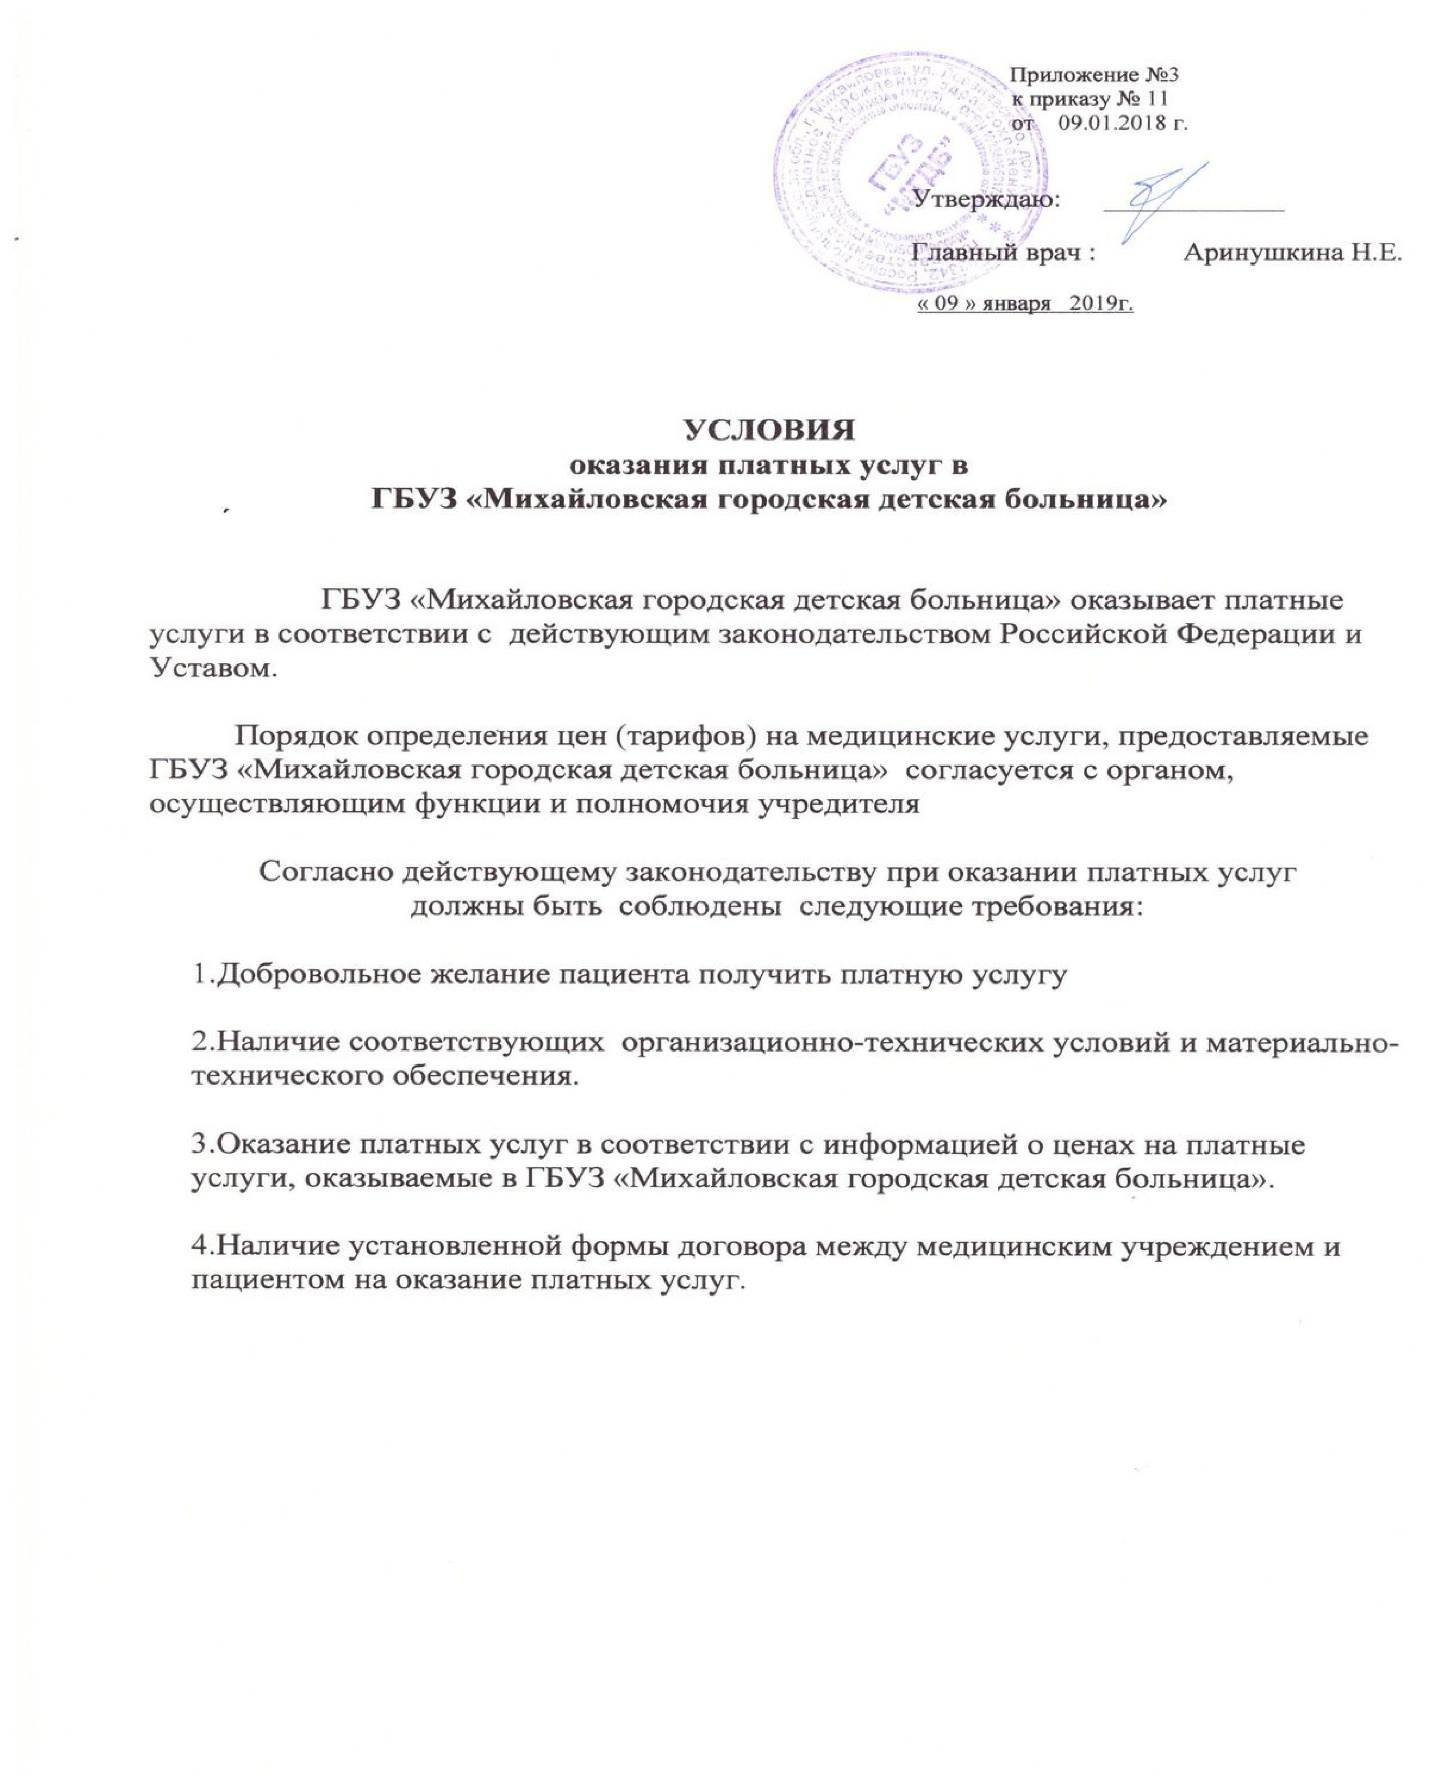 Приложение №3
к приказу № 11
от 09.01.2018 г.
ГБУЗ
«МГДБ»
Утверждаю:
Главный врач : Аринушкина Н.Е.
« 09 » января 2019г.
УСЛОВИЯ
оказания платных услуг в
ГБУЗ «Михайловская городская детская больница»
ГБУЗ «Михайловская городская детская больница» оказывает платные
услуги в соответствии с действующим законодательством Российской Федерации и
Уставом.
Порядок определения цен (тарифов) на медицинские услуги, предоставляемые
ГБУЗ «Михайловская городская детская больница» согласуется с органом,
осуществляющим функции и полномочия учредителя
Согласно действующему законодательству при оказании платных услуг
должны быть соблюдены следующие требования:
1.Добровольное желание пациента получить платную услугу
2.Наличие соответствующих организационно-технических условий и материально-
технического обеспечения.
3.Оказание платных услуг в соответствии с информацией о ценах на платные
услуги, оказываемые в ГБУЗ «Михайловская городская детская больница».
4.Наличие установленной формы договора между медицинским учреждением и
пациентом на оказание платных услуг.